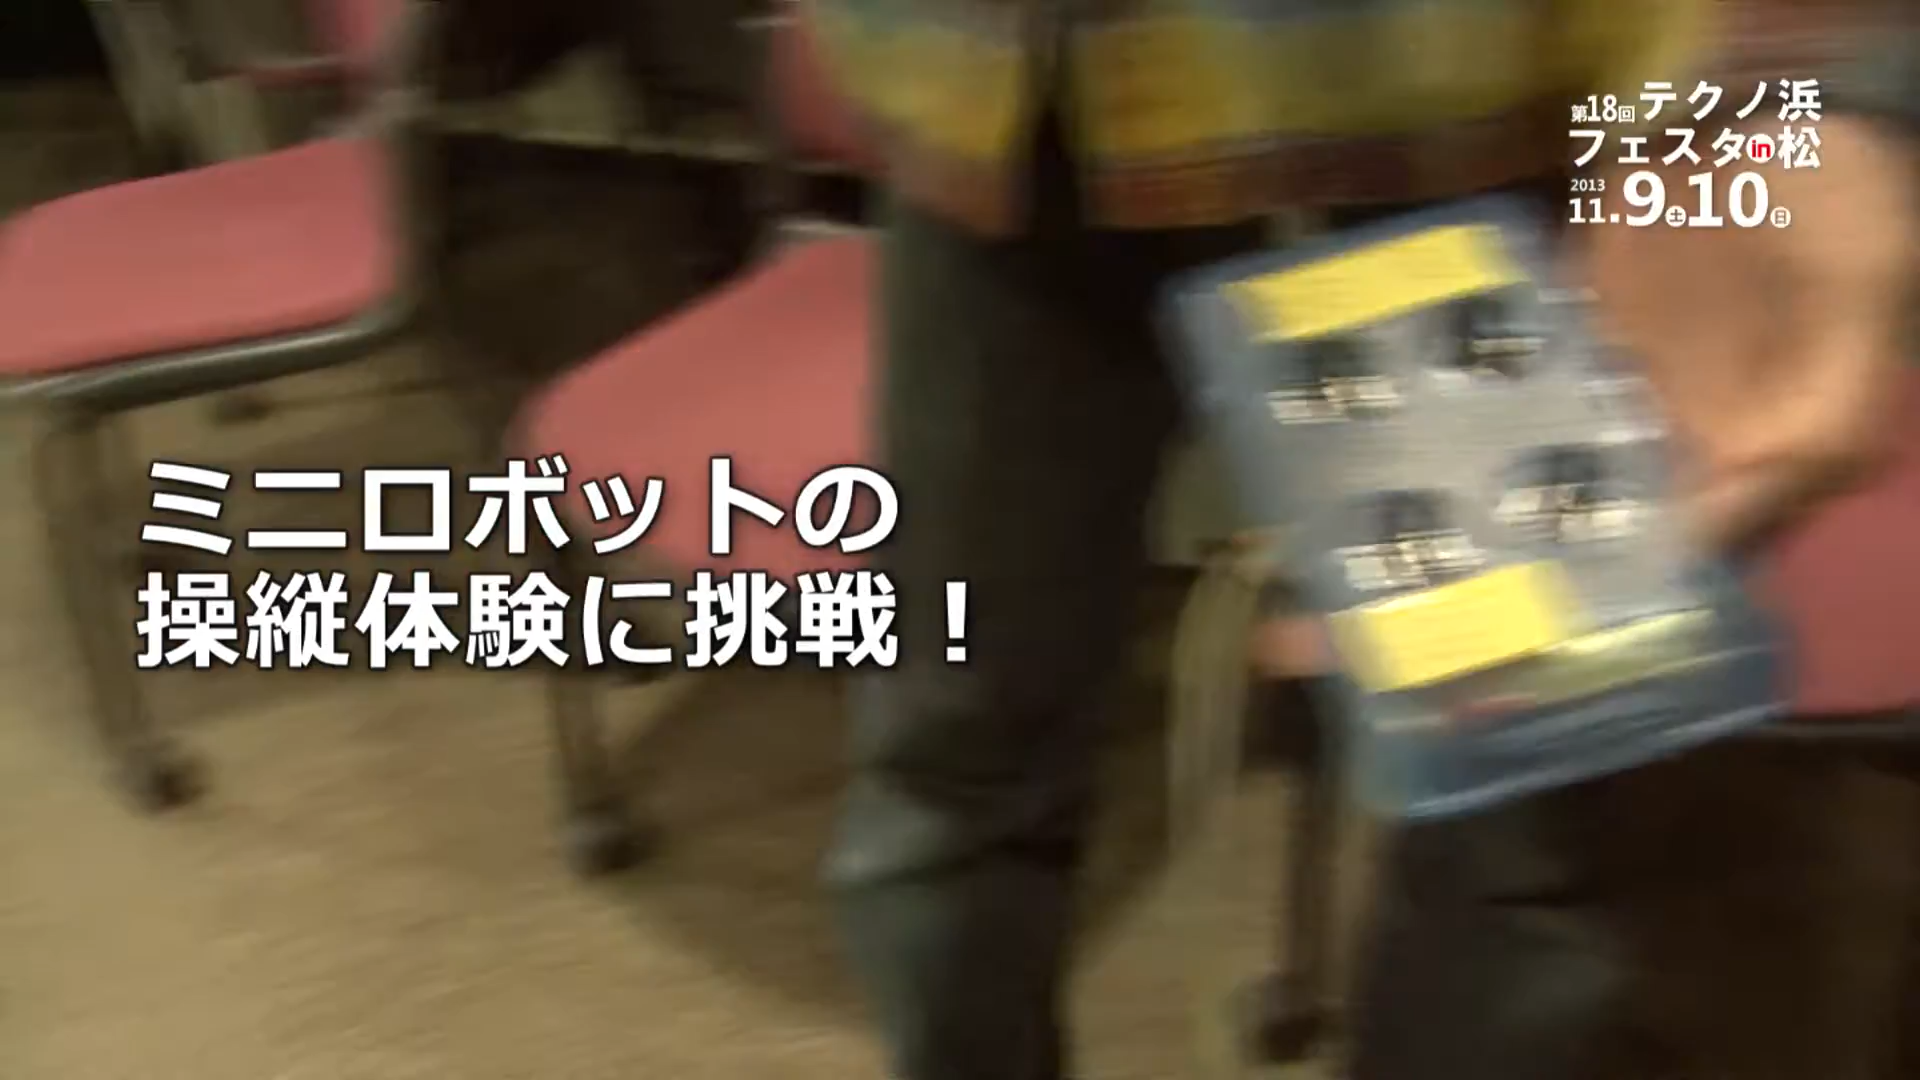 第18回テクノ浜
フェスタin松
2013
11.9土10日
ミニロボットの
操縦体験に挑戦！